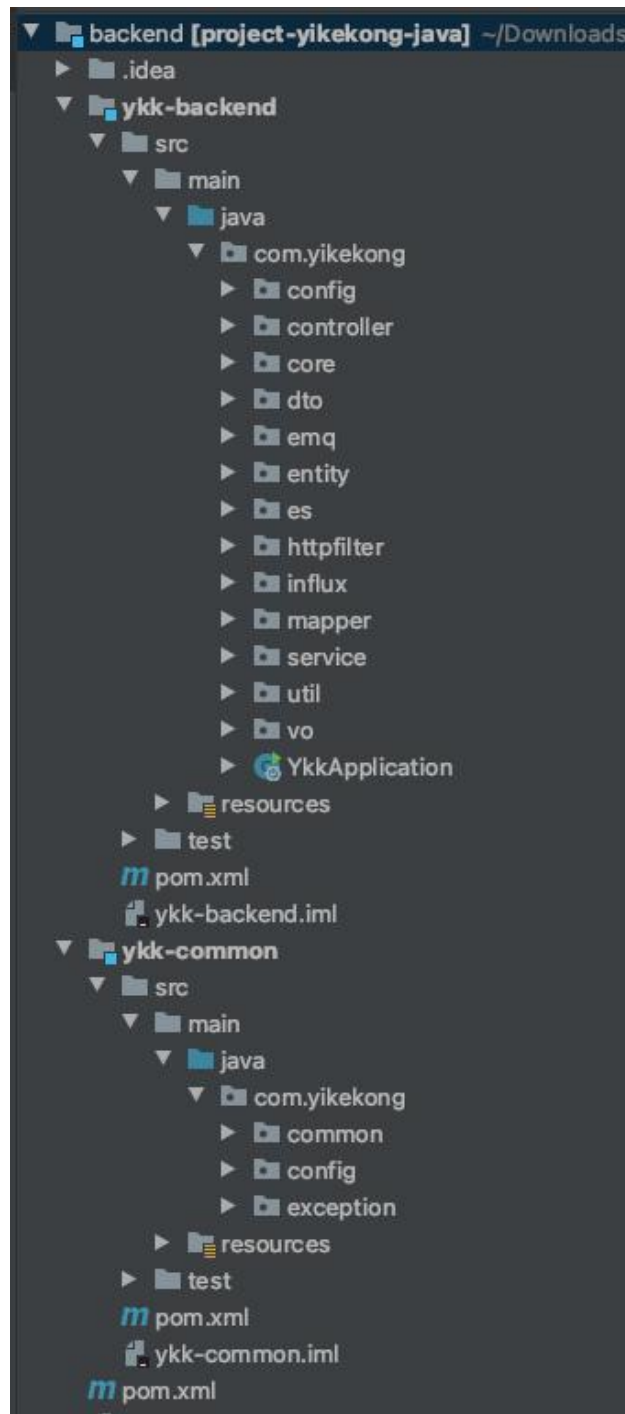 backend [project-yikekong-java] ~/Downloads
.idea
ykk-backend
src
main
java
com.yikekong
config
controller
core
dto
emq
entity
es
httpfilter
influx
mapper
service
util
vo
YkkApplication
resources
test
pom.xml
ykk-backend.iml
ykk-common
src
main
java
com.yikekong
common
config
exception
resources
test
pom.xml
ykk-common.iml
pom.xml